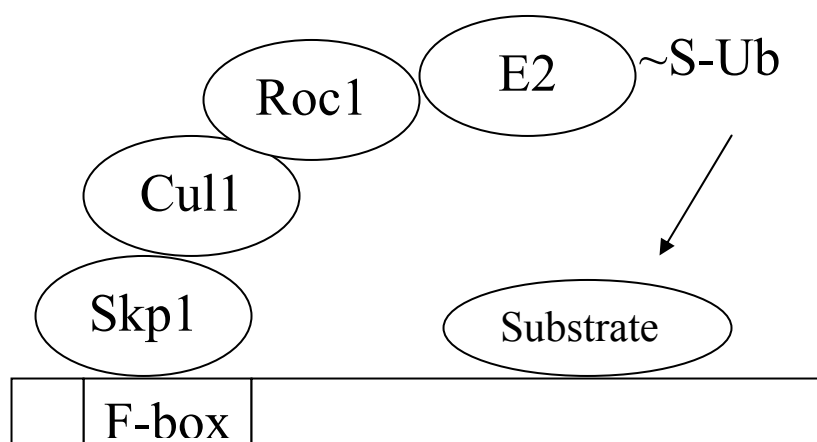 ~S-Ub
E2
Roc1
Cul1
Skp1
Substrate
F-box